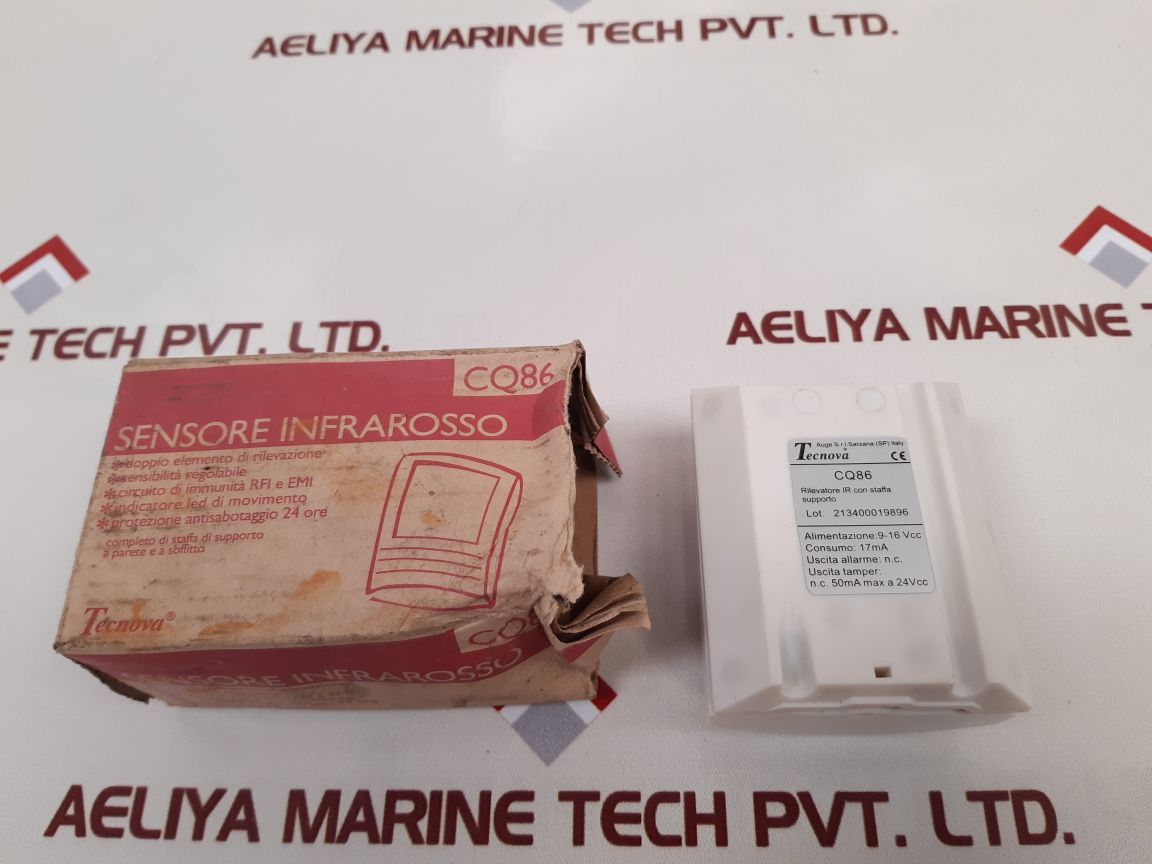 AELIYA MARINE TECH PVT. LTD.
E TECH PVT. LTD.
AELIYA MARINE
CQ86
SENSORE INFRAROSSO
*doppio elemento di rilevazione
*sensibilità regolabile
*circuito di immunità RFI e EMI
*indicatore led di movimento
*protezione antisabotaggio 24 ore
completo di staffa di supporto
a parete e a soffitto
Tecnova®
CQ8
SENSORE INFRAROSSO
Tecnova®
Auge S.r.l. Sarzana (SP) Italy
CE
CQ86
Rilevatore IR con staffa
supporto
Lot. 213400019896
Alimentazione:9-16 Vcc
Consumo: 17mA
Uscita allarme: n.c.
Uscita tamper:
n.c. 50mA max a 24Vcc
AELIYA MARINE TECH PVT. LTD.